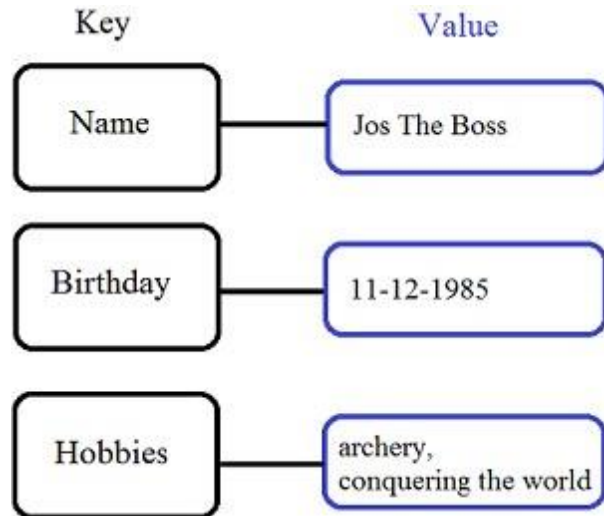 Key Value
Name Jos The Boss
Birthday 11-12-1985
Hobbies archery,
conquering the world